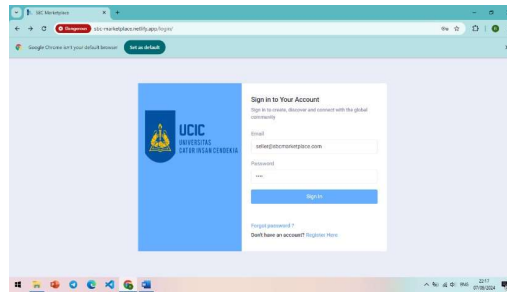 SBC Marketplace
Dangerous sbc-marketplace.netlify.app/login/
Google Chrome isn't your default browser Set as default
UCIC
UNIVERSITAS
CATUR INSAN CENDEKIA
Sign in to Your Account
Sign in to create, discover and connect with the global
community
Email
seller@sbcmarketplace.com
Password
Sign In
Forgot password ?
Don't have an account? Register Here
22:17
07/09/2024